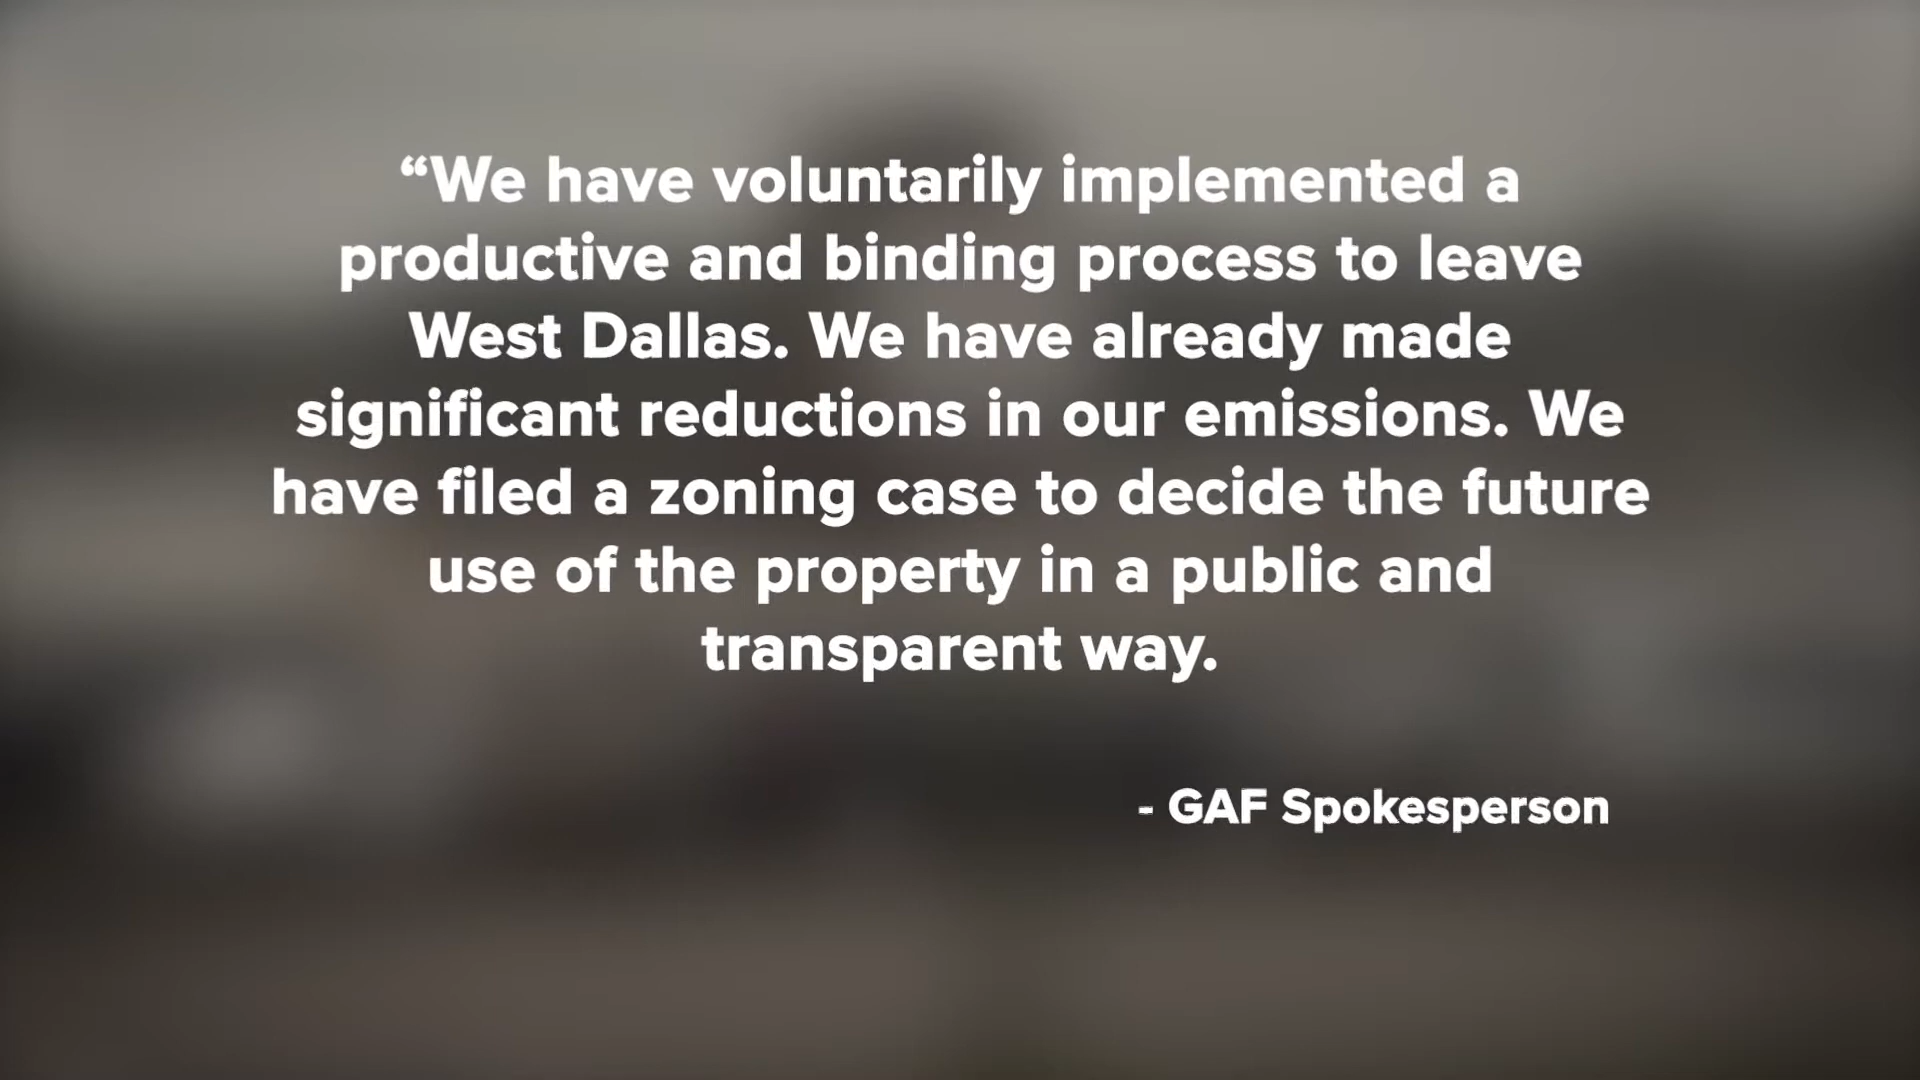 “We have voluntarily implemented a
productive and binding process to leave
West Dallas. We have already made
significant reductions in our emissions. We
have filed a zoning case to decide the future
use of the property in a public and
transparent way.
- GAF Spokesperson